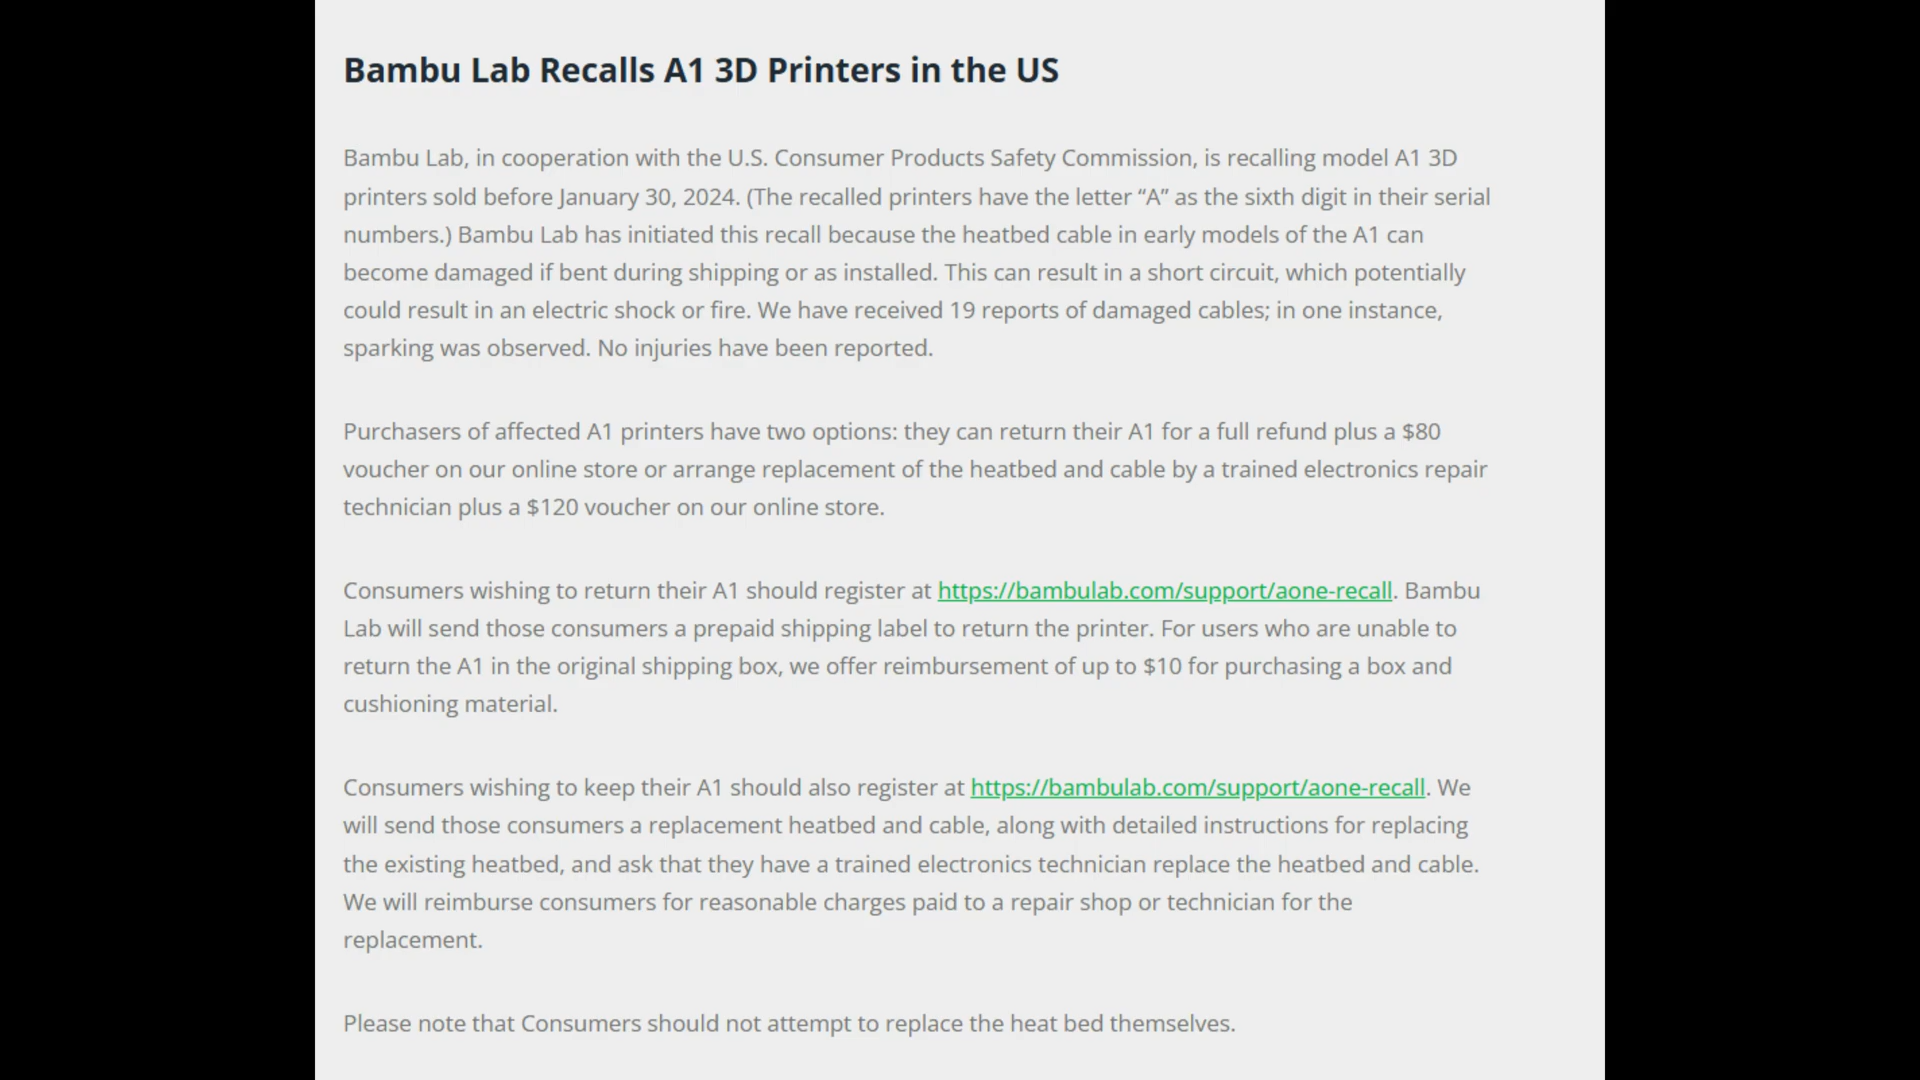 Bambu Lab Recalls A1 3D Printers in the US
Bambu Lab, in cooperation with the U.S. Consumer Products Safety Commission, is recalling model A1 3D
printers sold before January 30, 2024. (The recalled printers have the letter “A” as the sixth digit in their serial
numbers.) Bambu Lab has initiated this recall because the heatbed cable in early models of the A1 can
become damaged if bent during shipping or as installed. This can result in a short circuit, which potentially
could result in an electric shock or fire. We have received 19 reports of damaged cables; in one instance,
sparking was observed. No injuries have been reported.
Purchasers of affected A1 printers have two options: they can return their A1 for a full refund plus a $80
voucher on our online store or arrange replacement of the heatbed and cable by a trained electronics repair
technician plus a $120 voucher on our online store.
Consumers wishing to return their A1 should register at https://bambulab.com/support/aone-recall. Bambu
Lab will send those consumers a prepaid shipping label to return the printer. For users who are unable to
return the A1 in the original shipping box, we offer reimbursement of up to $10 for purchasing a box and
cushioning material.
Consumers wishing to keep their A1 should also register at https://bambulab.com/support/aone-recall. We
will send those consumers a replacement heatbed and cable, along with detailed instructions for replacing
the existing heatbed, and ask that they have a trained electronics technician replace the heatbed and cable.
We will reimburse consumers for reasonable charges paid to a repair shop or technician for the
replacement.
Please note that Consumers should not attempt to replace the heat bed themselves.